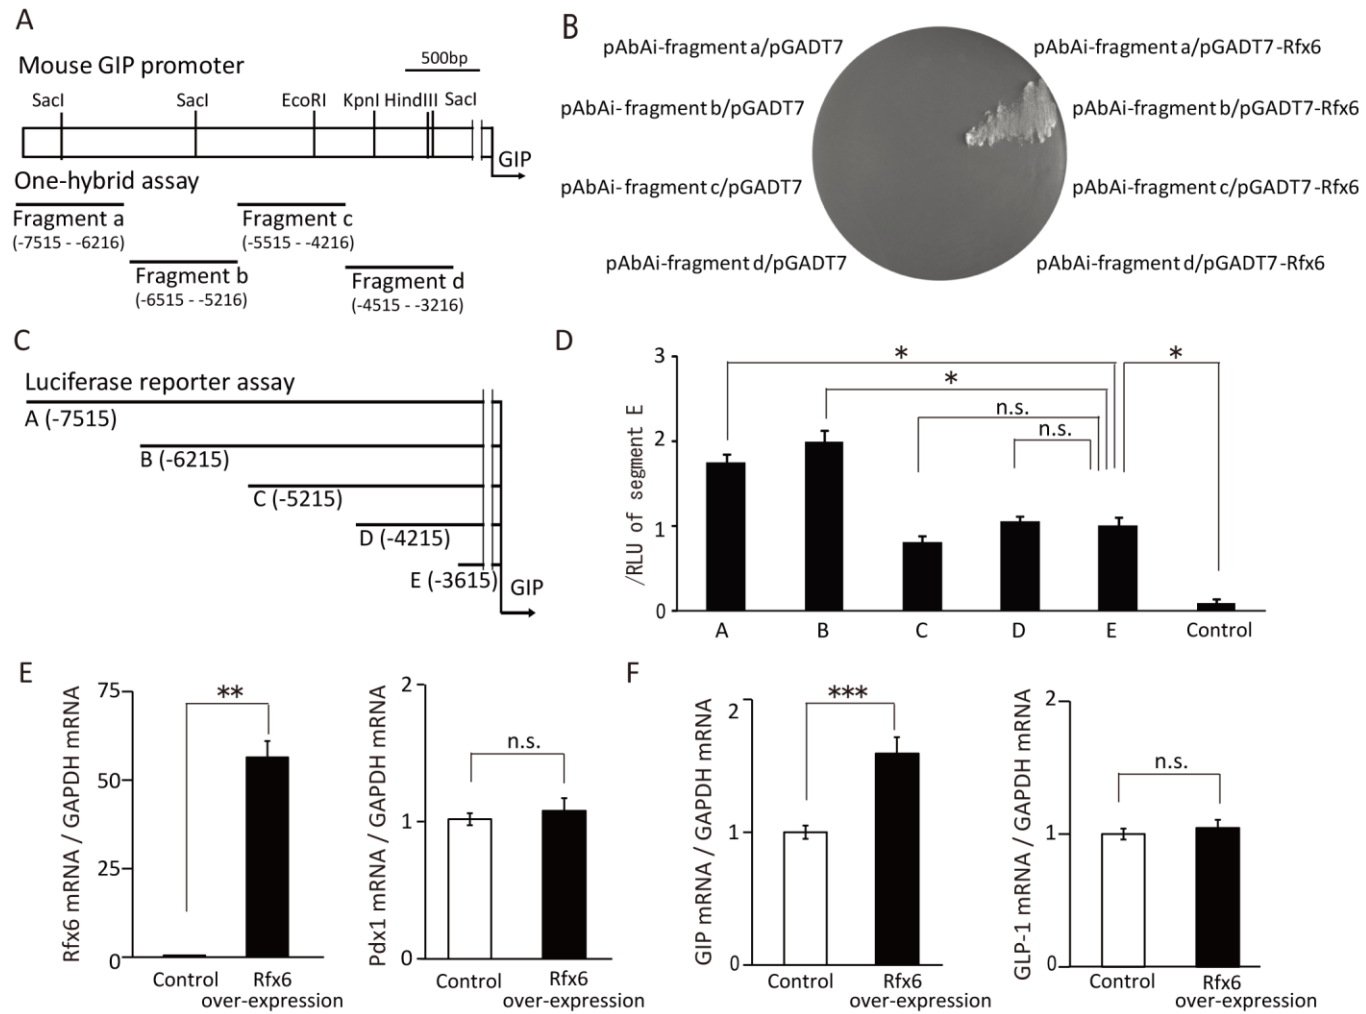 A
Mouse GIP promoter
500bp
SacI SacI EcoRI KpnI HindIII SacI
GIP
One-hybrid assay
Fragment a
(-7515 - -6216)
Fragment c
(-5515 - -4216)
Fragment b
(-6515 - -5216)
Fragment d
(-4515 - -3216)
B
pAbAi-fragment a/pGADT7
pAbAi-fragment a/pGADT7-Rfx6
pAbAi- fragment b/pGADT7
pAbAi-fragment b/pGADT7-Rfx6
pAbAi- fragment c/pGADT7
pAbAi-fragment c/pGADT7-Rfx6
pAbAi-fragment d/pGADT7
pAbAi-fragment d/pGADT7-Rfx6
C
Luciferase reporter assay
A (-7515)
B (-6215)
C (-5215)
D (-4215)
E (-3615)
GIP
D
/RLU of segment E
3
2
1
0
*
*
*
n.s.
n.s.
A B C D E Control
E
Rfx6 mRNA / GAPDH mRNA
75
50
25
0
**
Control Rfx6
over-expression
Pdx1 mRNA / GAPDH mRNA
2
1
0
n.s.
Control Rfx6
over-expression
F
GIP mRNA / GAPDH mRNA
2
1
0
***
Control Rfx6
over-expression
GLP-1 mRNA / GAPDH mRNA
2
1
0
n.s.
Control Rfx6
over-expression